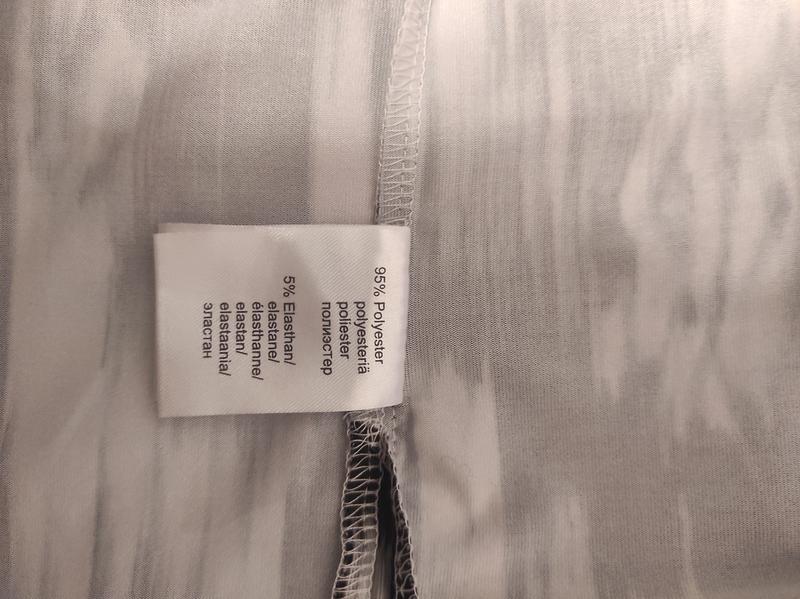 95% Polyester
polyesteriä
poliester
полиэстер
5% Elasthan/
elastane/
élasthanne/
elastan/
elastaania/
эластан